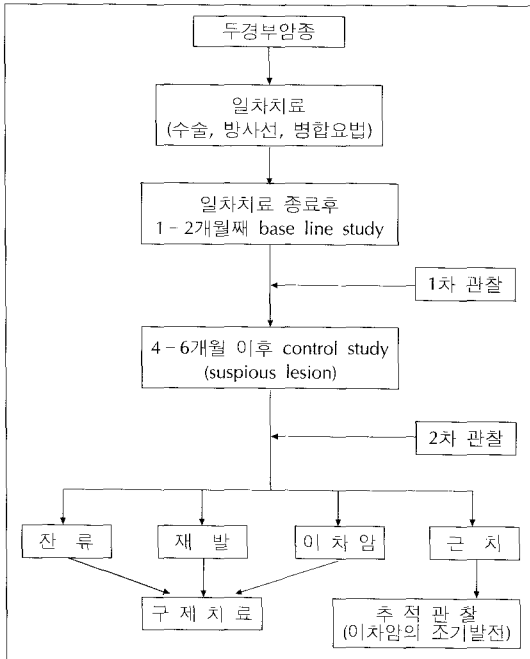 두경부암종
일차치료
(수술, 방사선, 병합요법)
일차치료 종료후
1-2개월째 base line study
1차 관찰
4-6개월 이후 control study
(suspious lesion)
2차 관찰
잔 류
재 발
이 차 암
근 치
구 제 치 료
추 적 관 찰
(이차암의 조기발전)